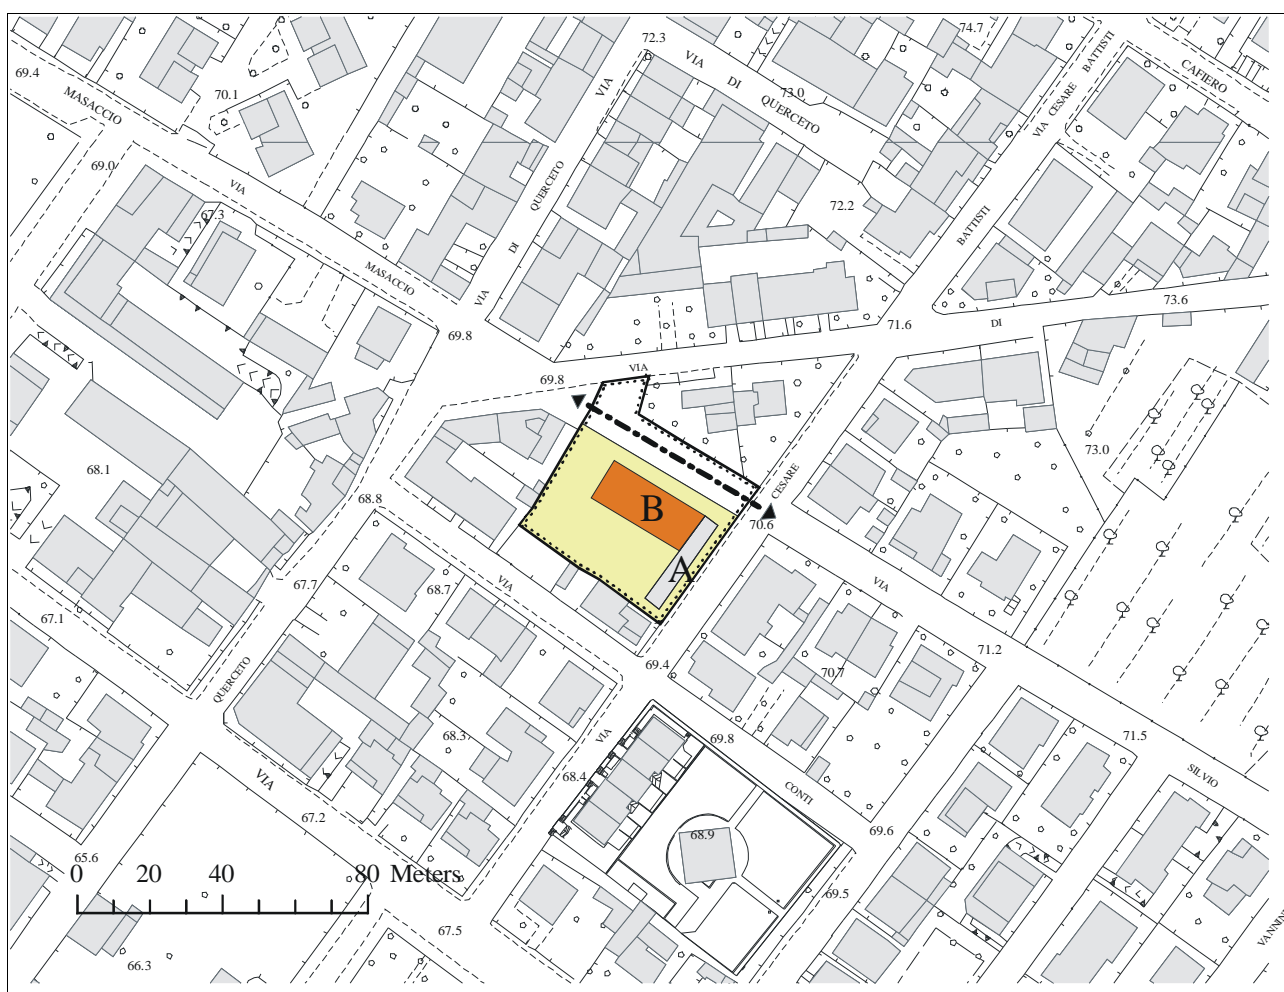 72.3
74.7
69.4
VIA
DI
QUERCETO
VIA
73.0
BATTISTI
CESARE
VIA
CAFIERO
MASACCIO
70.1
69.0
VIA
67.3
QUERCETO
DI
VIA
72.2
BATTISTI
MASACCIO
69.8
71.6
DI
73.6
69.8
VIA
68.1
68.8
CESARE
B
70.6
A
73.0
67.7
68.7
VIA
VIA
67.1
QUERCETO
69.4
70.7
71.2
68.3
VIA
69.8
71.5
VIA
68.4
CONTI
SILVIO
67.2
68.9
69.6
65.6
0 20 40 80 Meters
69.5
67.5
66.3
VANNINI